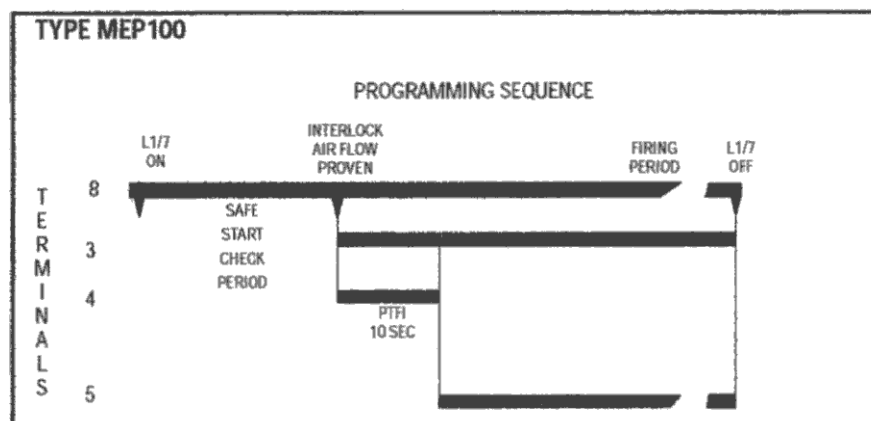 TYPE MEP100
PROGRAMMING SEQUENCE
L1/7
ON
INTERLOCK
AIR FLOW
PROVEN
FIRING
PERIOD
L1/7
OFF
TERMINALS
8
SAFE
START
CHECK
PERIOD
3
4
PTFI
10 SEC
5